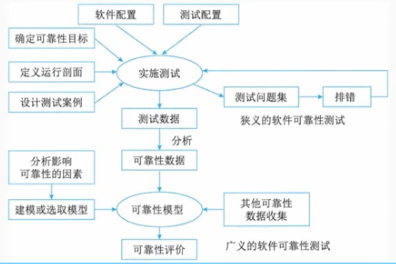 软件配置
测试配置
确定可靠性目标
定义运行剖面
实施测试
设计测试案例
测试问题集
排错
测试数据
狭义的软件可靠性测试
分析
可靠性数据
分析影响
可靠性的因素
建模或选取模型
可靠性模型
其他可靠性
数据收集
可靠性评价
广义的软件可靠性测试